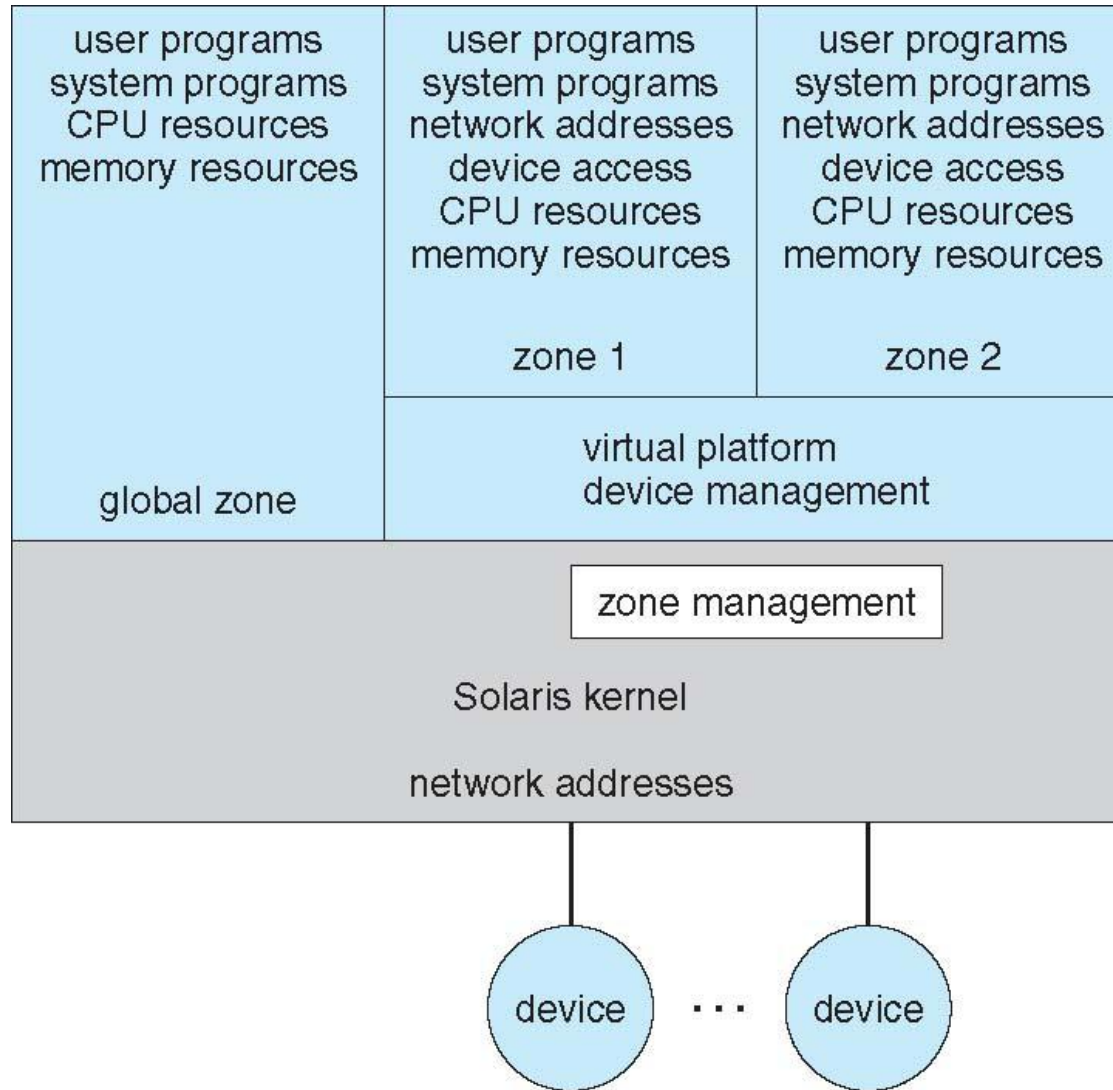 user programs
system programs
CPU resources
memory resources
global zone
user programs
system programs
network addresses
device access
CPU resources
memory resources
zone 1
user programs
system programs
network addresses
device access
CPU resources
memory resources
zone 2
virtual platform
device management
zone management
Solaris kernel
network addresses
device
...
device